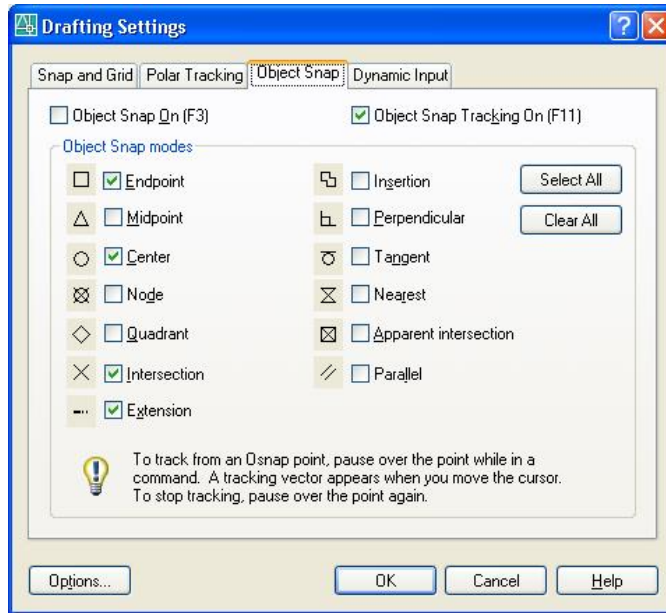 Drafting Settings
Snap and Grid
Polar Tracking
Object Snap
Dynamic Input
Object Snap On (F3)
Object Snap Tracking On (F11)
Object Snap modes
Endpoint
Midpoint
Center
Node
Quadrant
Intersection
Extension
Insertion
Perpendicular
Tangent
Nearest
Apparent intersection
Parallel
Select All
Clear All
To track from an Osnap point, pause over the point while in a
command. A tracking vector appears when you move the cursor.
To stop tracking, pause over the point again.
Options...
OK
Cancel
Help